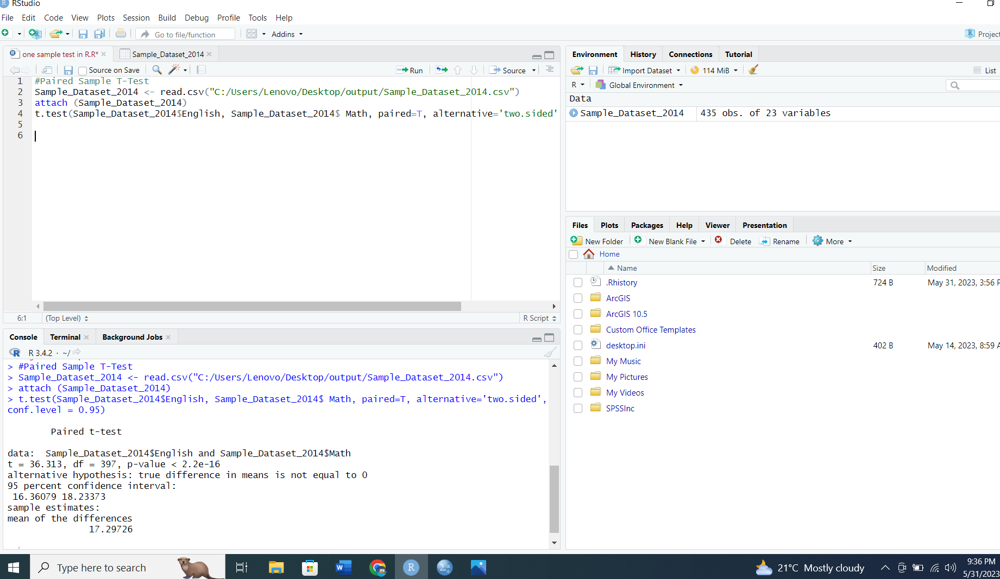 RStudio
File Edit Code View Plots Session Build Debug Profile Tools Help
Go to file/function Addins Project
one sample test in R.R* Sample_Dataset_2014
Source on Save Run Source
1 #Paired Sample T-Test
2 Sample_Dataset_2014 <- read.csv("C:/Users/Lenovo/Desktop/output/Sample_Dataset_2014.csv")
3 attach (Sample_Dataset_2014)
4 t.test(Sample_Dataset_2014$English, Sample_Dataset_2014$ Math, paired=T, alternative='two.sided'
5
6
6:1 (Top Level) R Script
Console Terminal Background Jobs
R 3.4.2 · ~/
> #Paired Sample T-Test
> Sample_Dataset_2014 <- read.csv("C:/Users/Lenovo/Desktop/output/Sample_Dataset_2014.csv")
> attach (Sample_Dataset_2014)
> t.test(Sample_Dataset_2014$English, Sample_Dataset_2014$ Math, paired=T, alternative='two.sided',
conf.level = 0.95)
Paired t-test
data: Sample_Dataset_2014$English and Sample_Dataset_2014$Math
t = 36.313, df = 397, p-value < 2.2e-16
alternative hypothesis: true difference in means is not equal to 0
95 percent confidence interval:
16.36079 18.23373
sample estimates:
mean of the differences
17.29726
Environment History Connections Tutorial
Import Dataset 114 MiB List
R Global Environment
Data
Sample_Dataset_2014 435 obs. of 23 variables
Files Plots Packages Help Viewer Presentation
New Folder New Blank File Delete Rename More
Home
Name Size Modified
.Rhistory 724 B May 31, 2023, 3:56 P
ArcGIS
ArcGIS 10.5
Custom Office Templates
desktop.ini 402 B May 14, 2023, 8:59 A
My Music
My Pictures
My Videos
SPSSInc
Type here to search
21°C Mostly cloudy
9:36 PM
5/31/2023